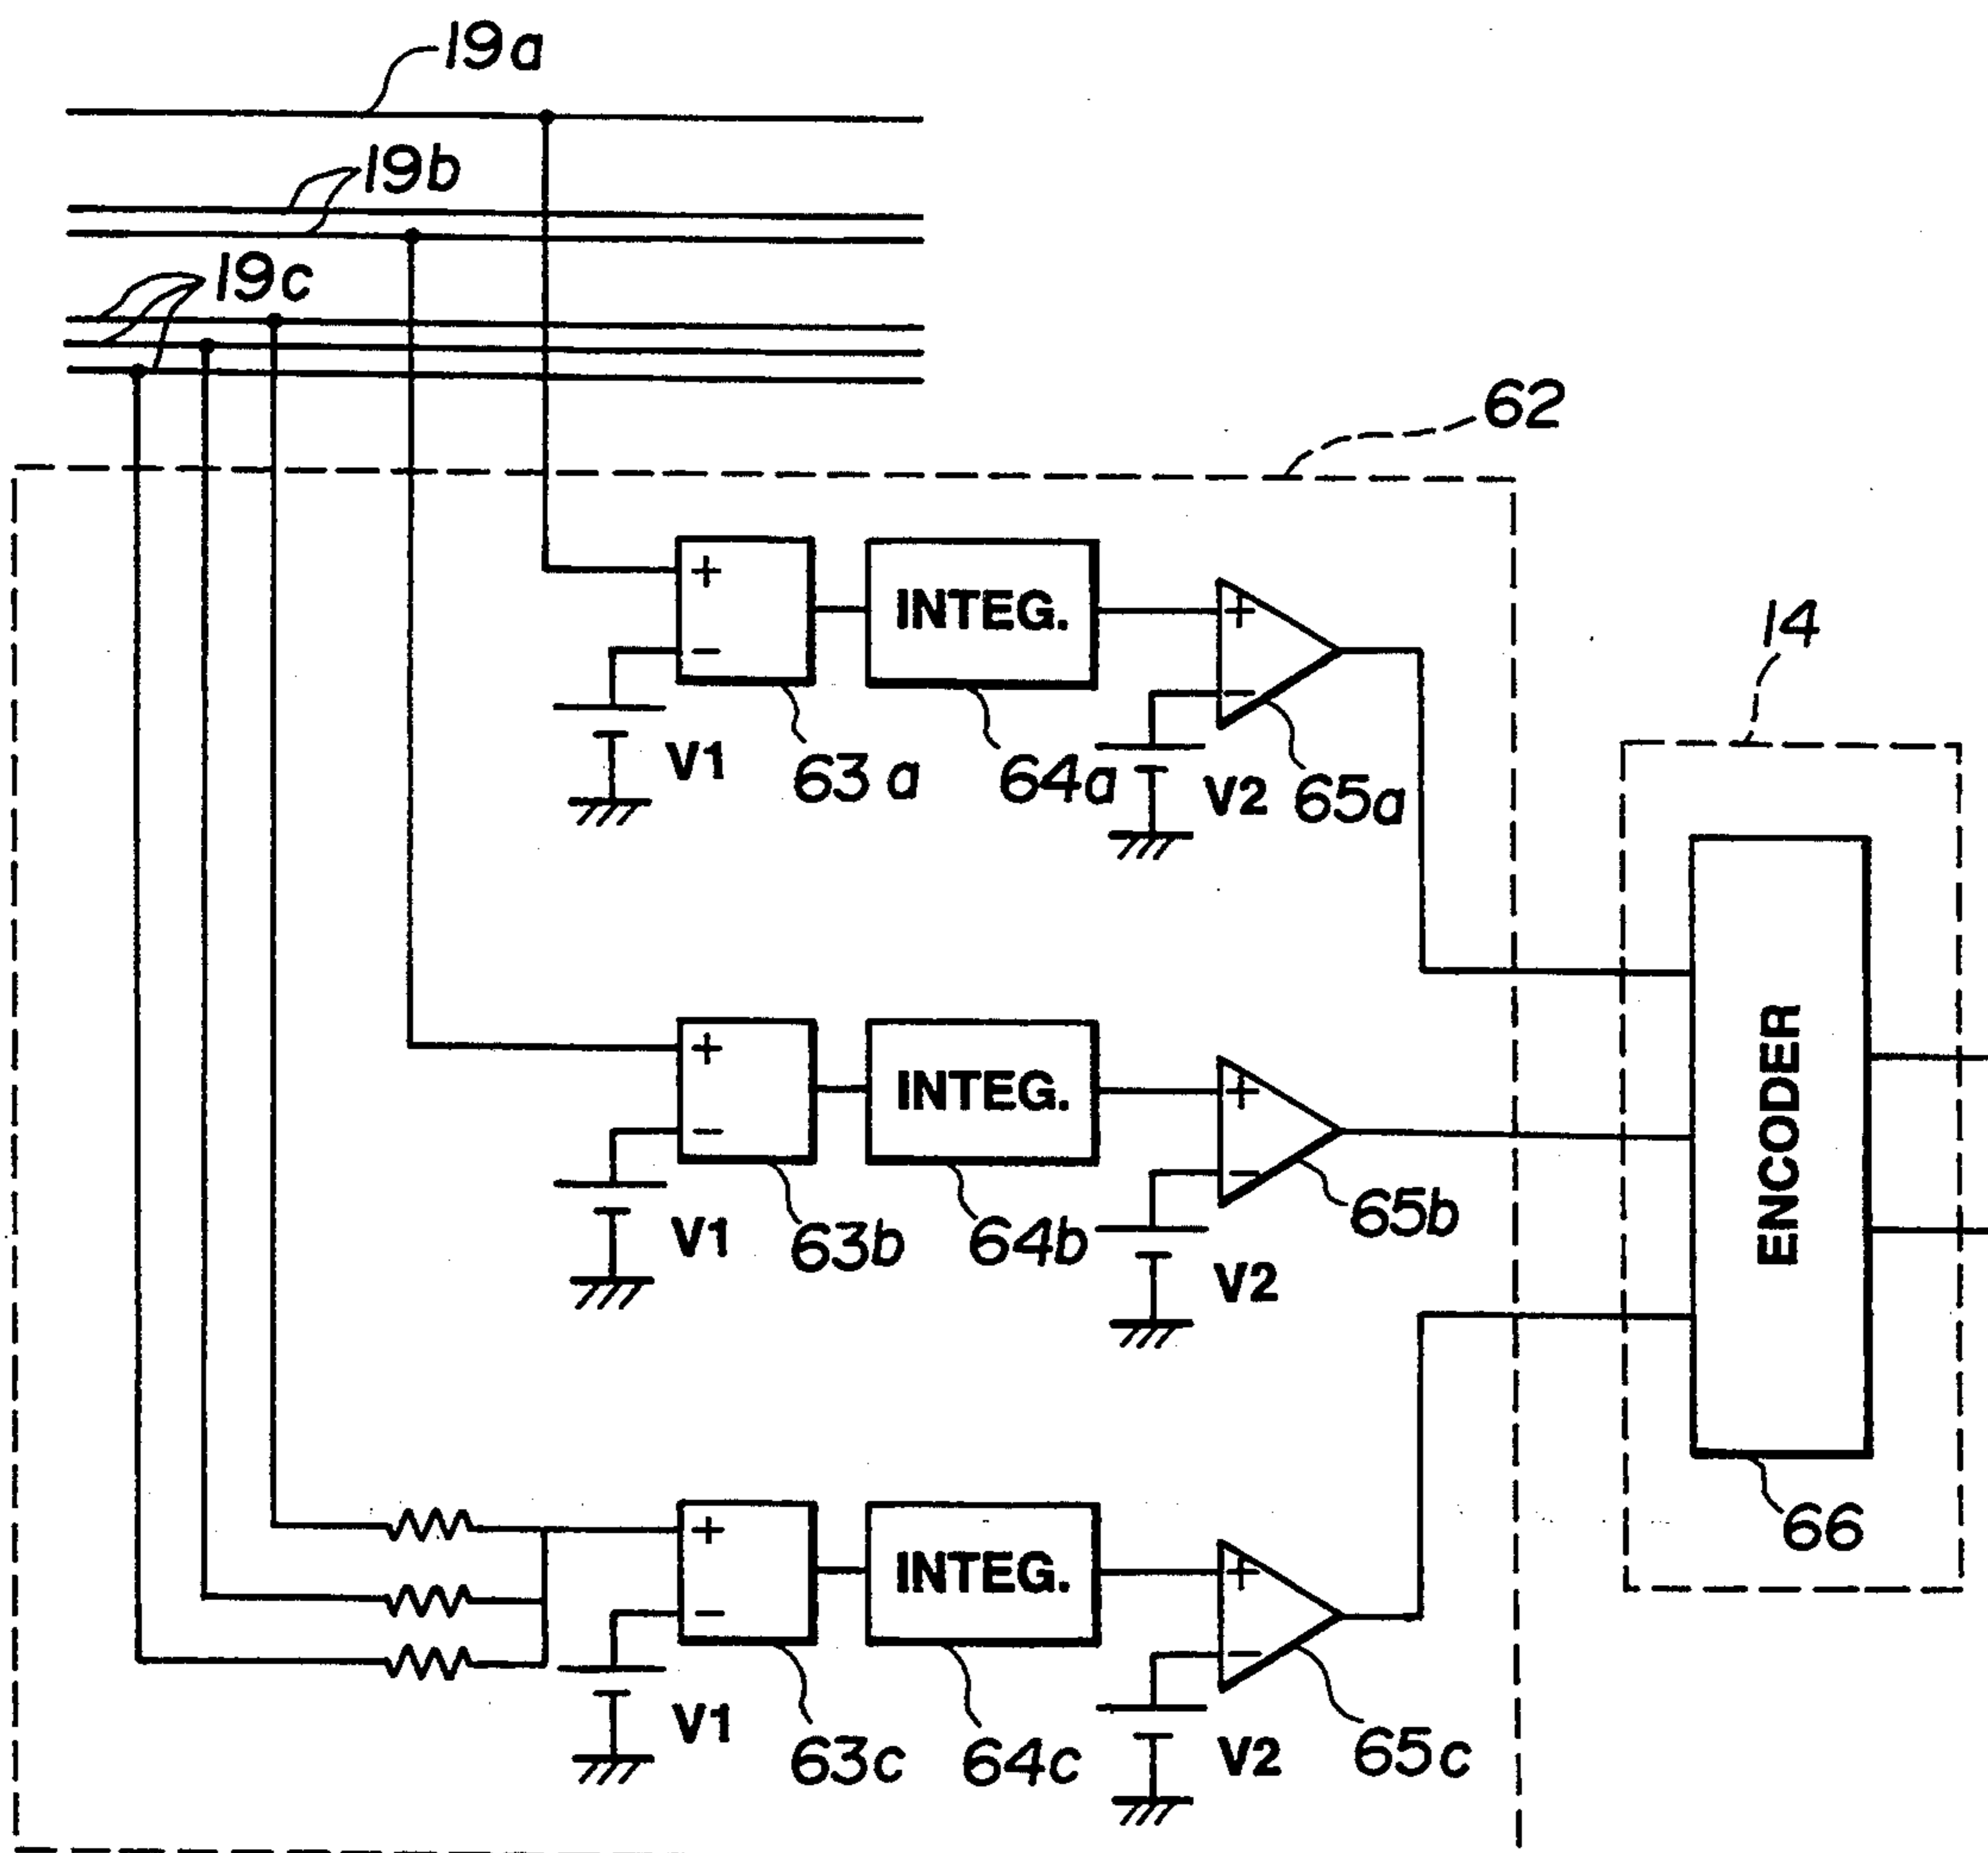 19a
19b
19c
62
+
INTEG.
+
14
−
−
V1
63a
64a
V2
65a
+
INTEG.
+
ENCODER
−
−
V1
63b
64b
65b
V2
+
INTEG.
+
66
−
−
V1
63c
64c
V2
65c